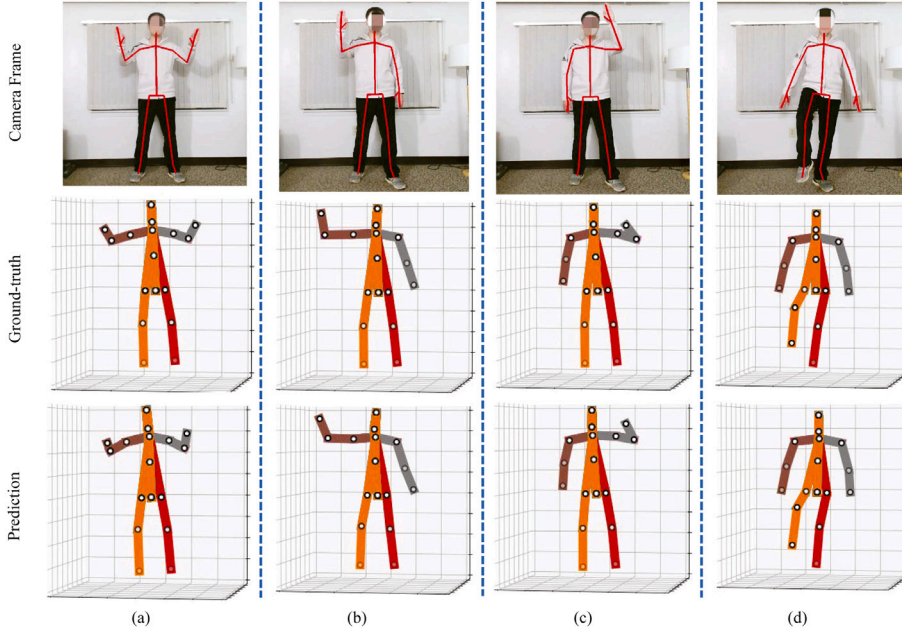 Camera Frame
Ground-truth
Prediction
(a)
(b)
(c)
(d)